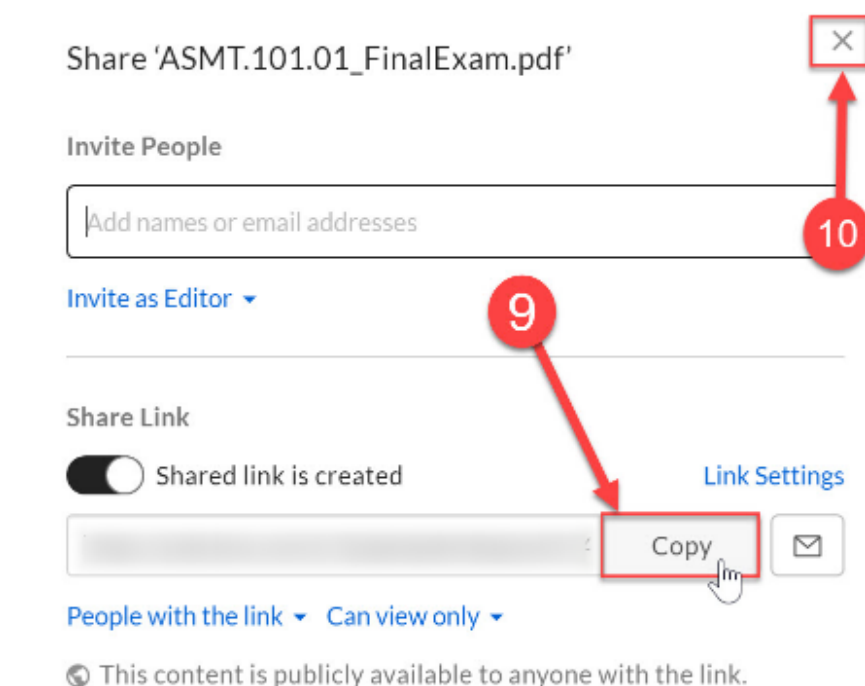 Share ‘ASMT.101.01_FinalExam.pdf’
Invite People
Add names or email addresses
10
Invite as Editor
9
Share Link
Shared link is created
Link Settings
Copy
People with the link Can view only
This content is publicly available to anyone with the link.